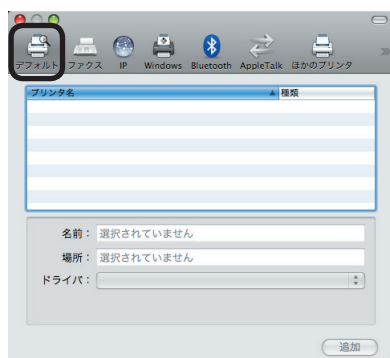 デフォルト ファクス IP Windows Bluetooth AppleTalk ほかのプリンタ
プリンタ名 種類
名前： 選択されていません
場所： 選択されていません
ドライバ：
追加